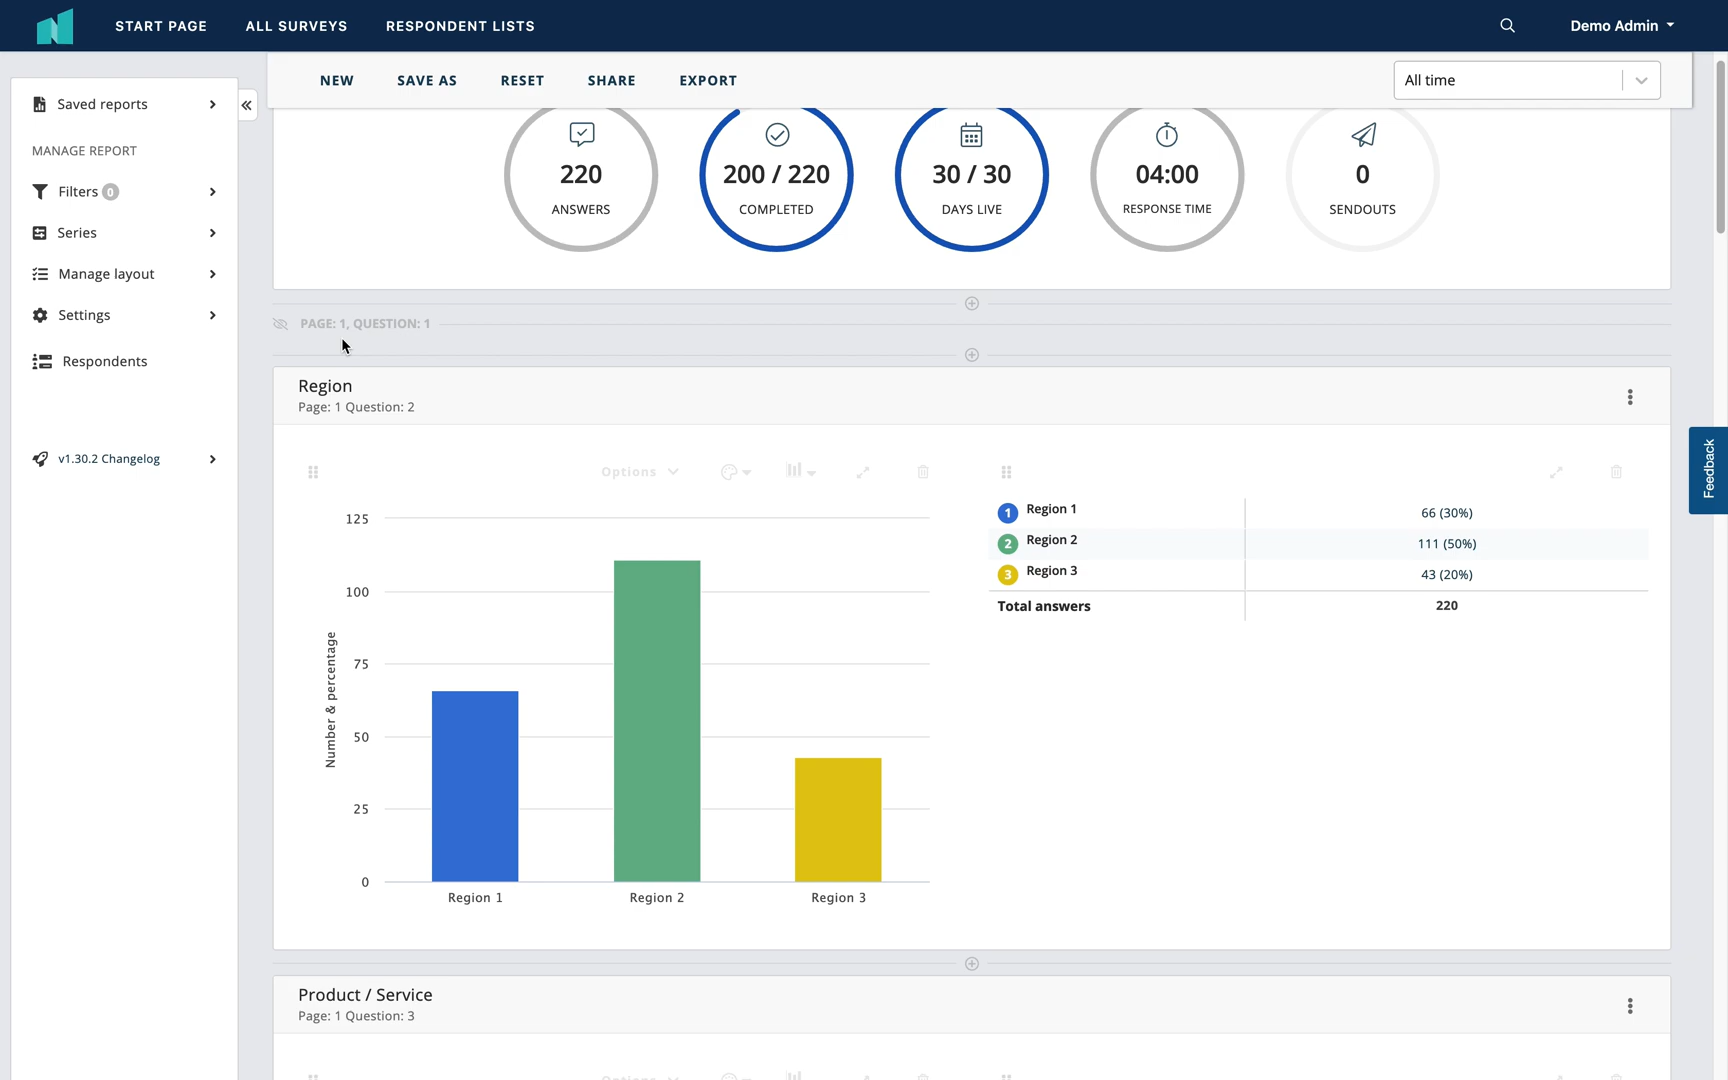 START PAGE
ALL SURVEYS
RESPONDENT LISTS
Demo Admin
NEW
SAVE AS
RESET
SHARE
EXPORT
All time
Saved reports
MANAGE REPORT
Filters 0
Series
Manage layout
Settings
Respondents
v1.30.2 Changelog
220
ANSWERS
200 / 220
COMPLETED
30 / 30
DAYS LIVE
04:00
RESPONSE TIME
0
SENDOUTS
PAGE: 1, QUESTION: 1
Region
Page: 1 Question: 2
Options
125
100
75
50
25
0
Number & percentage
Region 1
Region 2
Region 3
1 Region 1 66 (30%)
2 Region 2 111 (50%)
3 Region 3 43 (20%)
Total answers 220
Feedback
Product / Service
Page: 1 Question: 3
Options